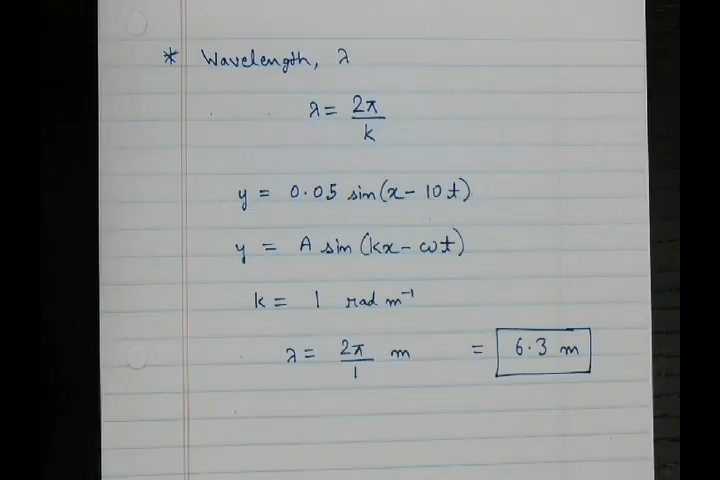 * Wavelength, λ
λ = 2π/k
y = 0.05 sin(x - 10t)
y = A sin(kx - ωt)
k = 1 rad m⁻¹
λ = 2π/1 m = 6.3 m